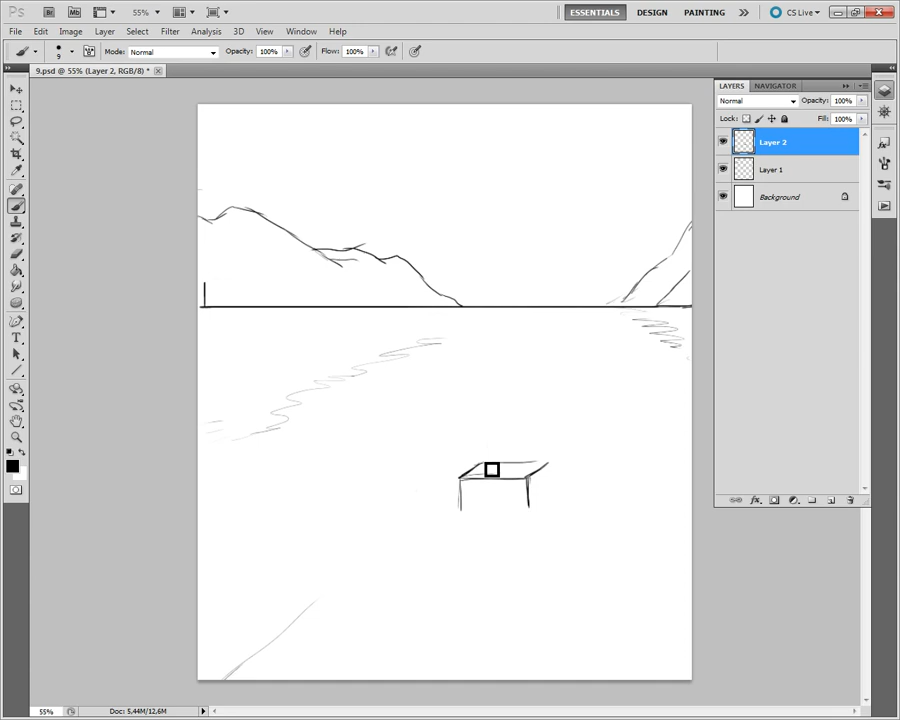 Ps Br Mb 55% ESSENTIALS DESIGN PAINTING CS Live
File Edit Image Layer Select Filter Analysis 3D View Window Help
9 Mode: Normal Opacity: 100% Flow: 100%
9.psd @ 55% (Layer 2, RGB/8) *
LAYERS NAVIGATOR
Normal Opacity: 100%
Lock: Fill: 100%
Layer 2
Layer 1
Background
T
55% Doc: 5,44M/12,6M